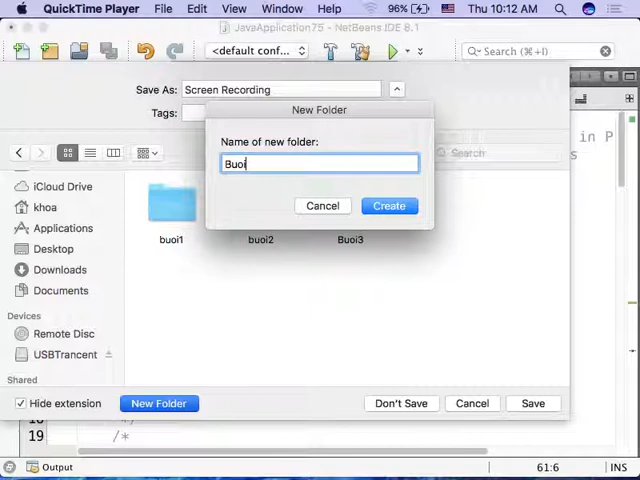 QuickTime Player File Edit View Window Help 96% Thu 10:12 AM
JavaApplication75 - NetBeans IDE 8.1
<default conf... Search (⌘+I)
Save As: Screen Recording
Tags:
New Folder
Name of new folder:
Buoi
Cancel Create
Search
iCloud Drive
khoa
Applications
Desktop
Downloads
Documents
Devices
Remote Disc
USBTrancent
Shared
buoi1 buoi2 Buoi3
Hide extension New Folder Don't Save Cancel Save
in P
s
18 */
19 /*
Output 61:6 INS